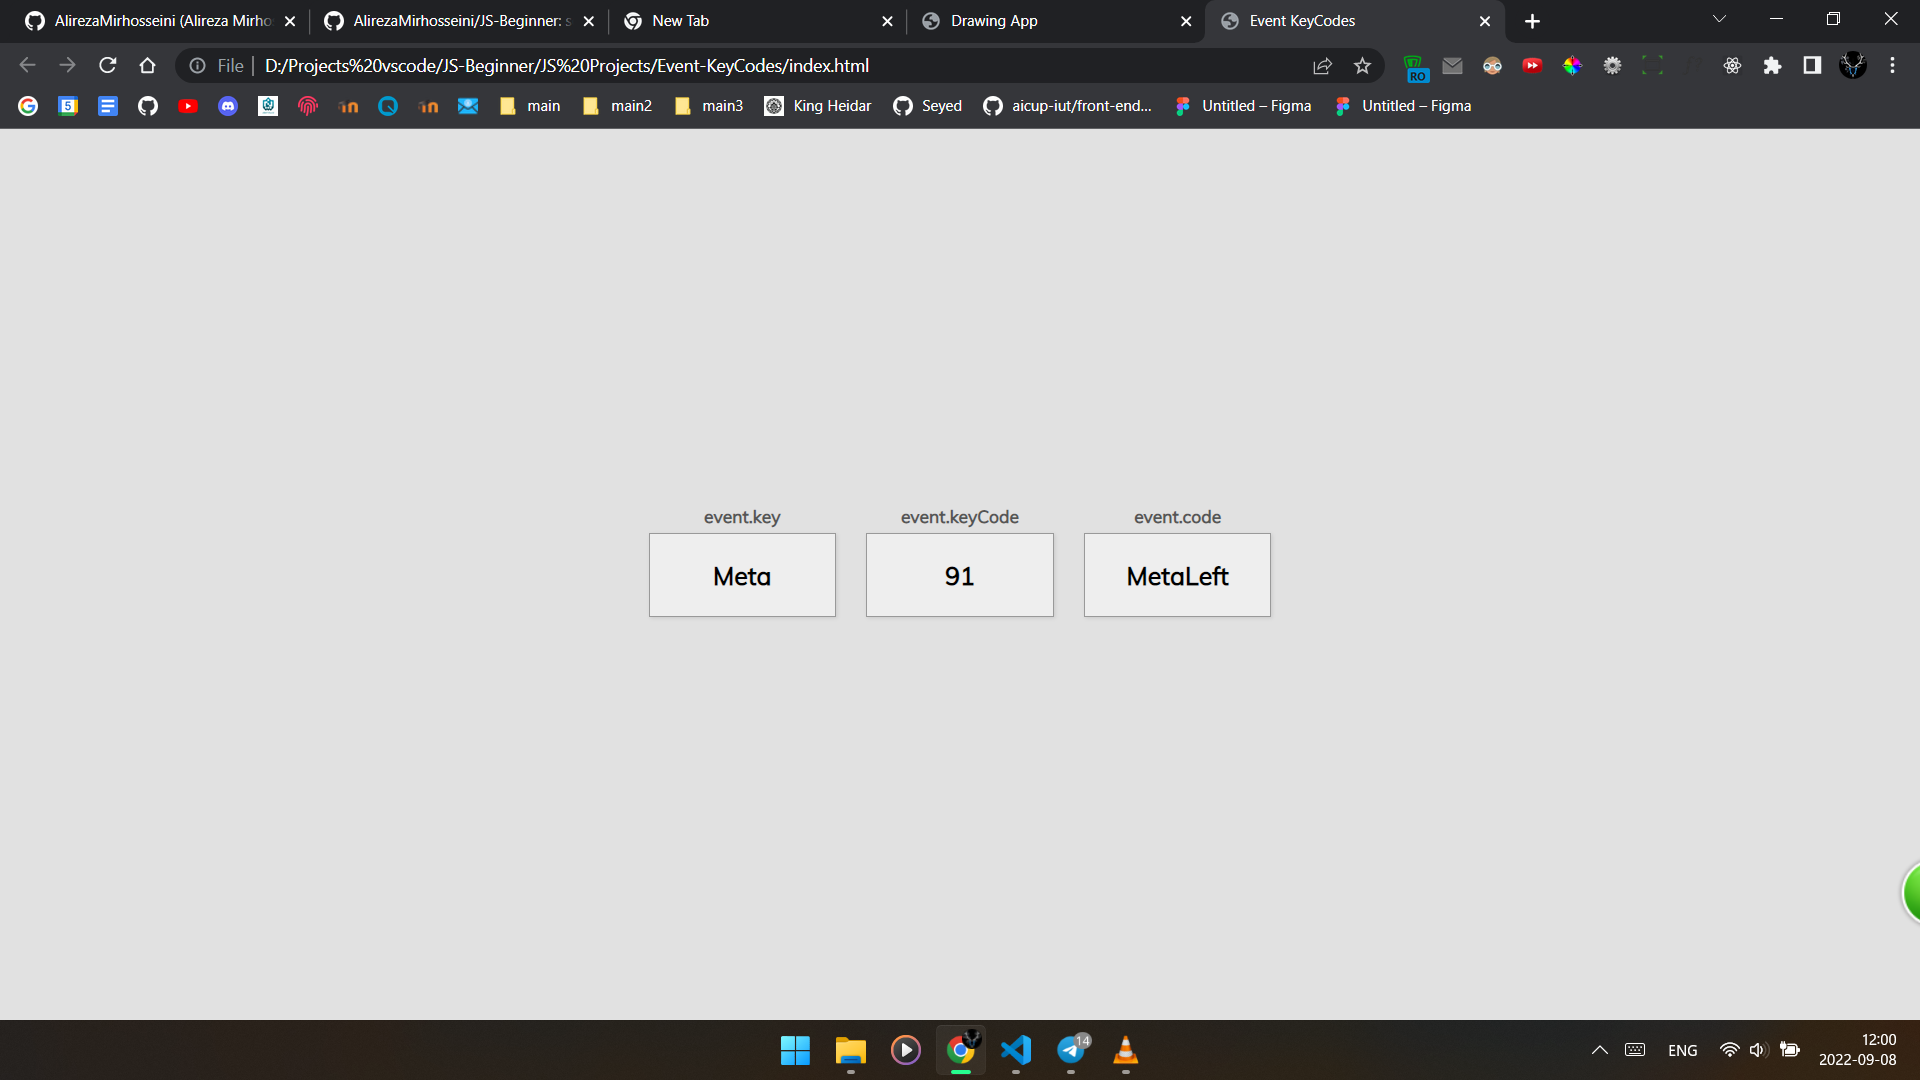 AlirezaMirhosseini (Alireza Mirho
AlirezaMirhosseini/JS-Beginner: s
New Tab
Drawing App
Event KeyCodes
File
D:/Projects%20vscode/JS-Beginner/JS%20Projects/Event-KeyCodes/index.html
RO
5
main
main2
main3
King Heidar
Seyed
aicup-iut/front-end...
Untitled – Figma
Untitled – Figma
event.key
event.keyCode
event.code
Meta
91
MetaLeft
14
ENG
12:00
2022-09-08